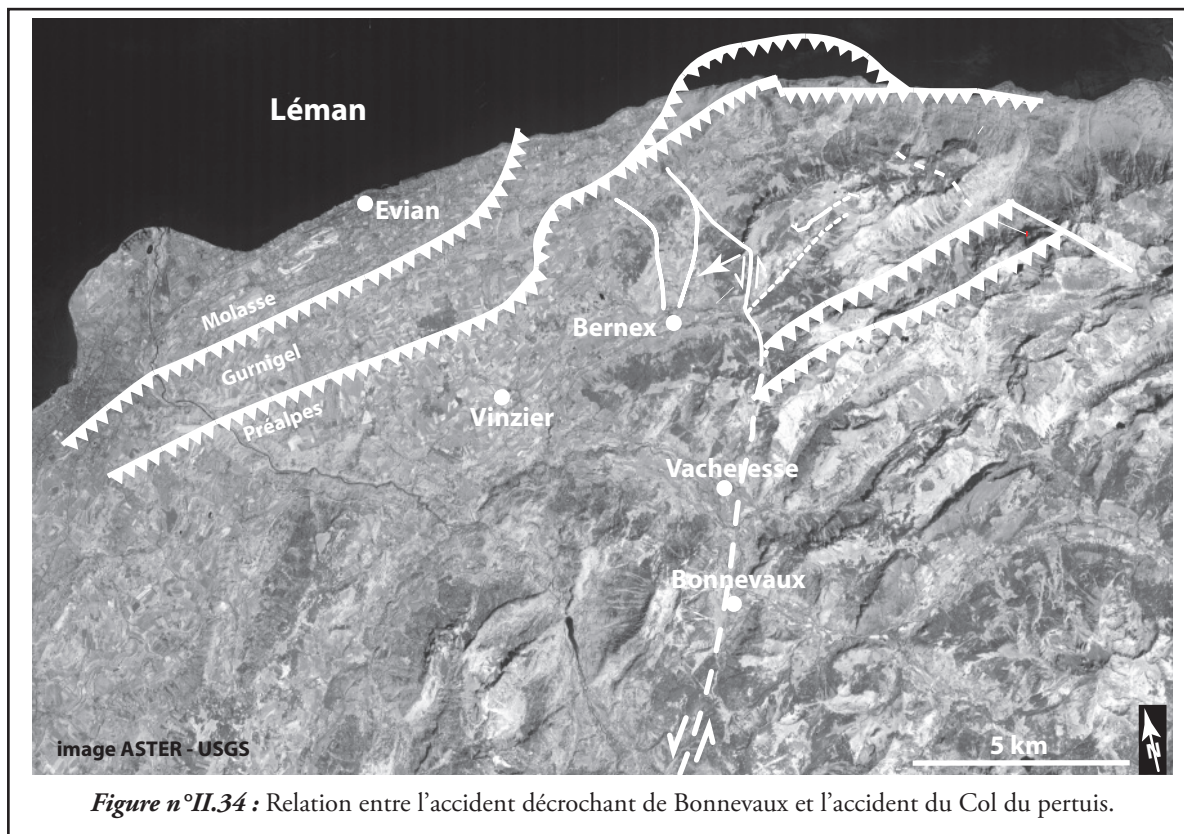 Léman
Evian
Molasse
Gurnigel
Préalpes
Bernex
Vinzier
Vacheresse
Bonnevaux
image ASTER - USGS
5 km
N
Figure n°II.34 : Relation entre l'accident décrochant de Bonnevaux et l'accident du Col du pertuis.